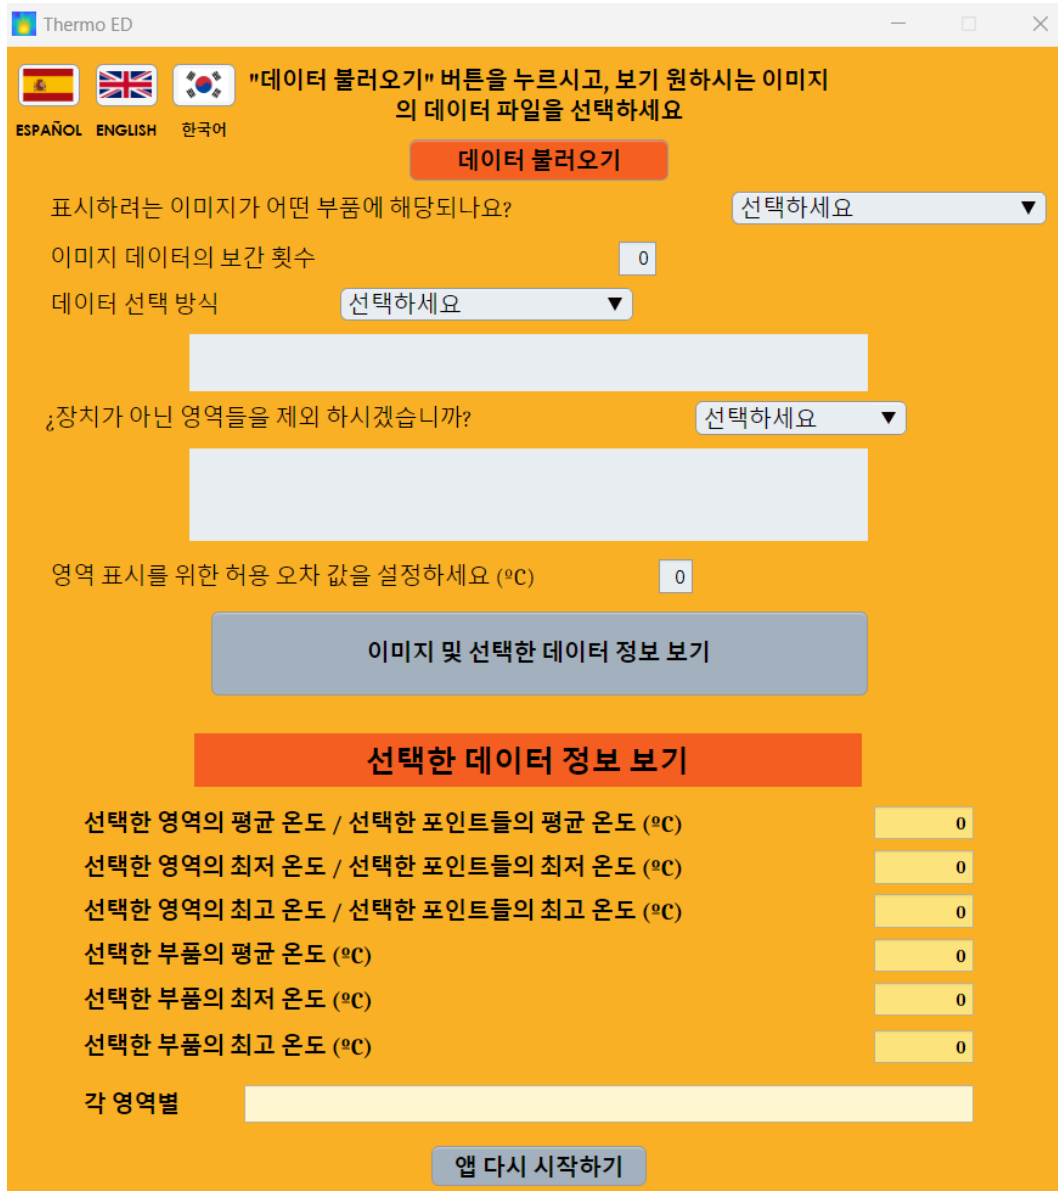 Thermo ED
"데이터 불러오기" 버튼을 누르시고, 보기 원하시는 이미지
의 데이터 파일을 선택하세요
ESPAÑOL ENGLISH 한국어
데이터 불러오기
표시하려는 이미지가 어떤 부품에 해당되나요? 선택하세요
이미지 데이터의 보간 횟수 0
데이터 선택 방식 선택하세요
¿장치가 아닌 영역들을 제외 하시겠습니까? 선택하세요
영역 표시를 위한 허용 오차 값을 설정하세요 (ºC) 0
이미지 및 선택한 데이터 정보 보기
선택한 데이터 정보 보기
선택한 영역의 평균 온도 / 선택한 포인트들의 평균 온도 (ºC) 0
선택한 영역의 최저 온도 / 선택한 포인트들의 최저 온도 (ºC) 0
선택한 영역의 최고 온도 / 선택한 포인트들의 최고 온도 (ºC) 0
선택한 부품의 평균 온도 (ºC) 0
선택한 부품의 최저 온도 (ºC) 0
선택한 부품의 최고 온도 (ºC) 0
각 영역별
앱 다시 시작하기